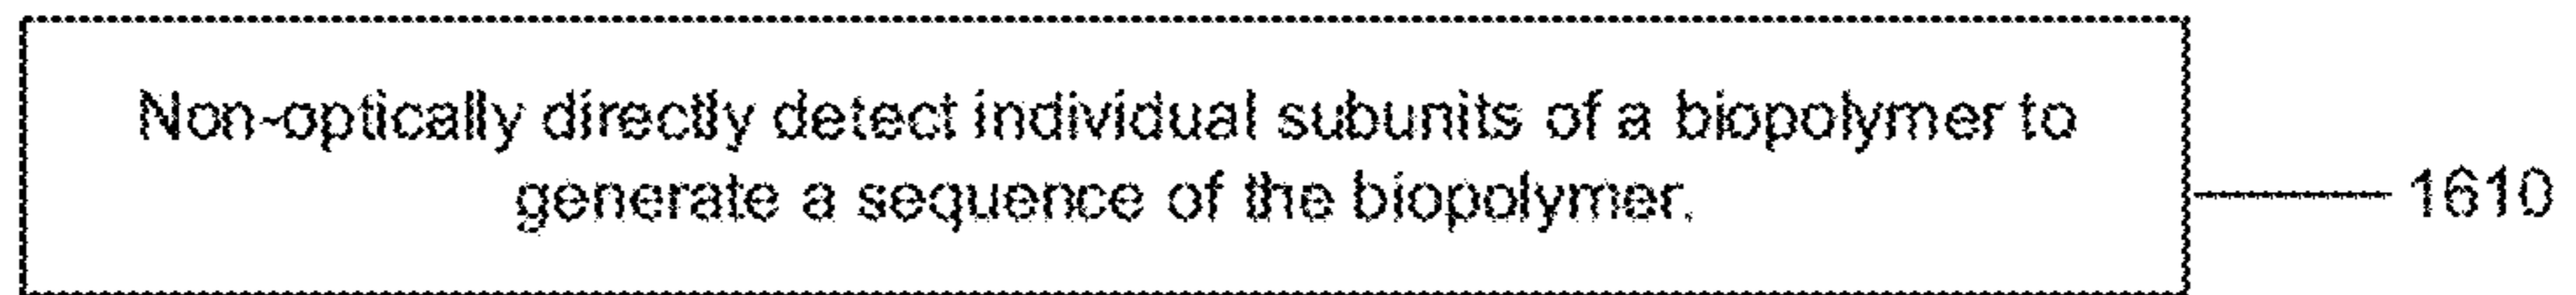 Non-optically directly detect individual subunits of a biopolymer to
generate a sequence of the biopolymer.
1610